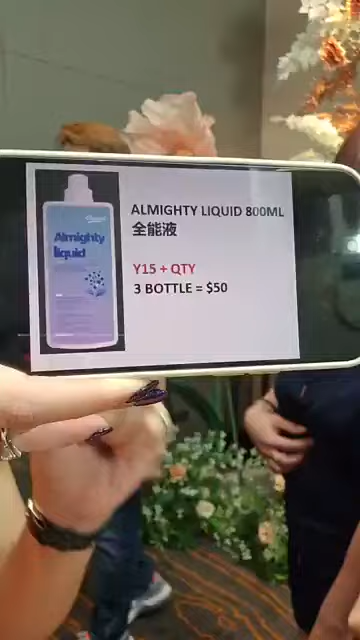 Almighty
liquid
ALMIGHTY LIQUID 800ML
全能液
Y15 + QTY
3 BOTTLE = $50